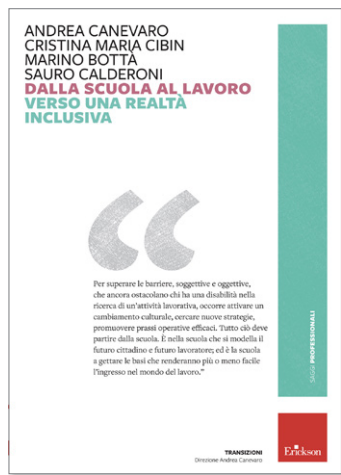 ANDREA CANEVARO
CRISTINA MARIA CIBIN
MARINO BOTTÀ
SAURO CALDERONI
DALLA SCUOLA AL LAVORO
VERSO UNA REALTÀ
INCLUSIVA
“
Per superare le barriere, soggettive e oggettive,
che ancora ostacolano chi ha una disabilità nella
ricerca di un'attività lavorativa, occorre attivare un
cambiamento culturale, cercare nuove strategie,
promuovere prassi operative efficaci. Tutto ciò deve
partire dalla scuola. È nella scuola che si modella il
futuro cittadino e futuro lavoratore; ed è la scuola
a gettare le basi che renderanno più o meno facile
l'ingresso nel mondo del lavoro.”
SAGGI PROFESSIONALI
TRANSIZIONI
Direzione Andrea Canevaro
Erickson